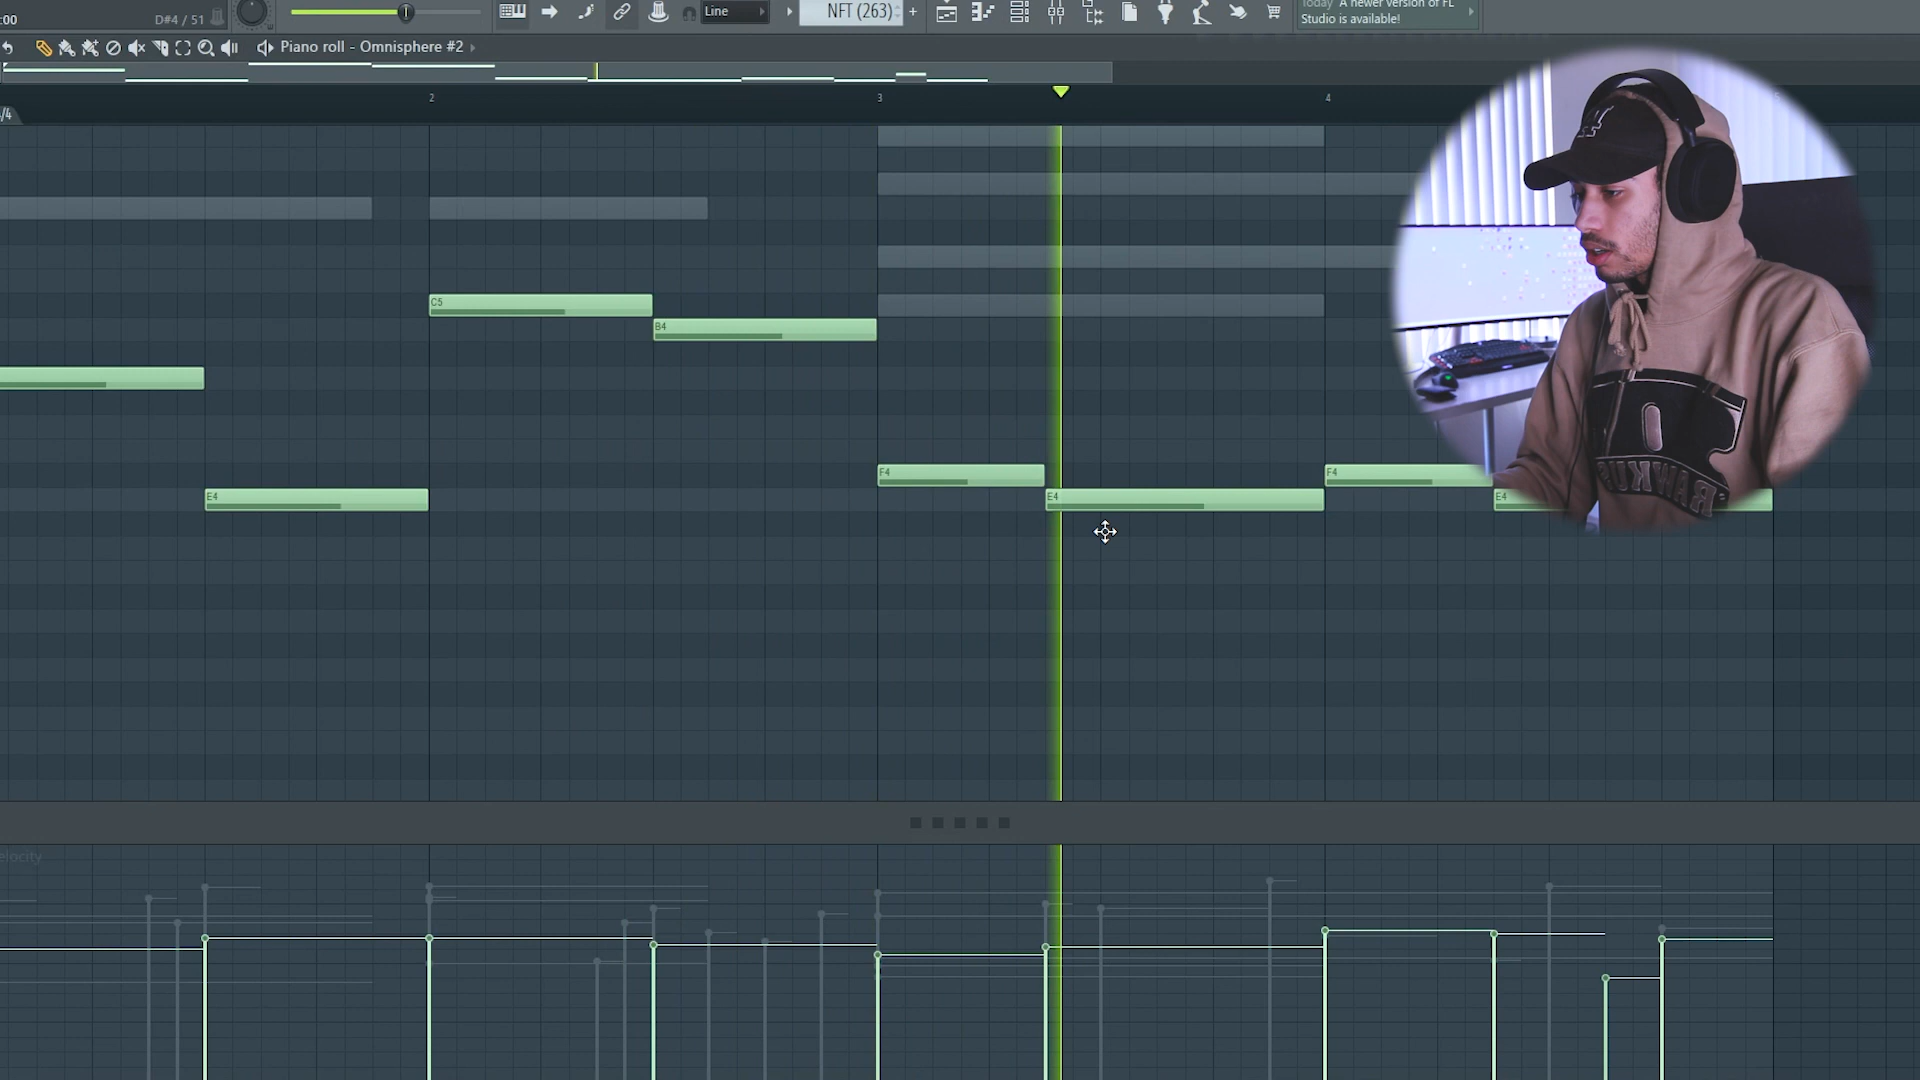 :00
D#4 / 51
Line
NFT (263)
Today A newer version of FL
Studio is available!
Piano roll - Omnisphere #2
2
3
4
/4
C5
B4
F4
F4
E4
E4
E4
elocity